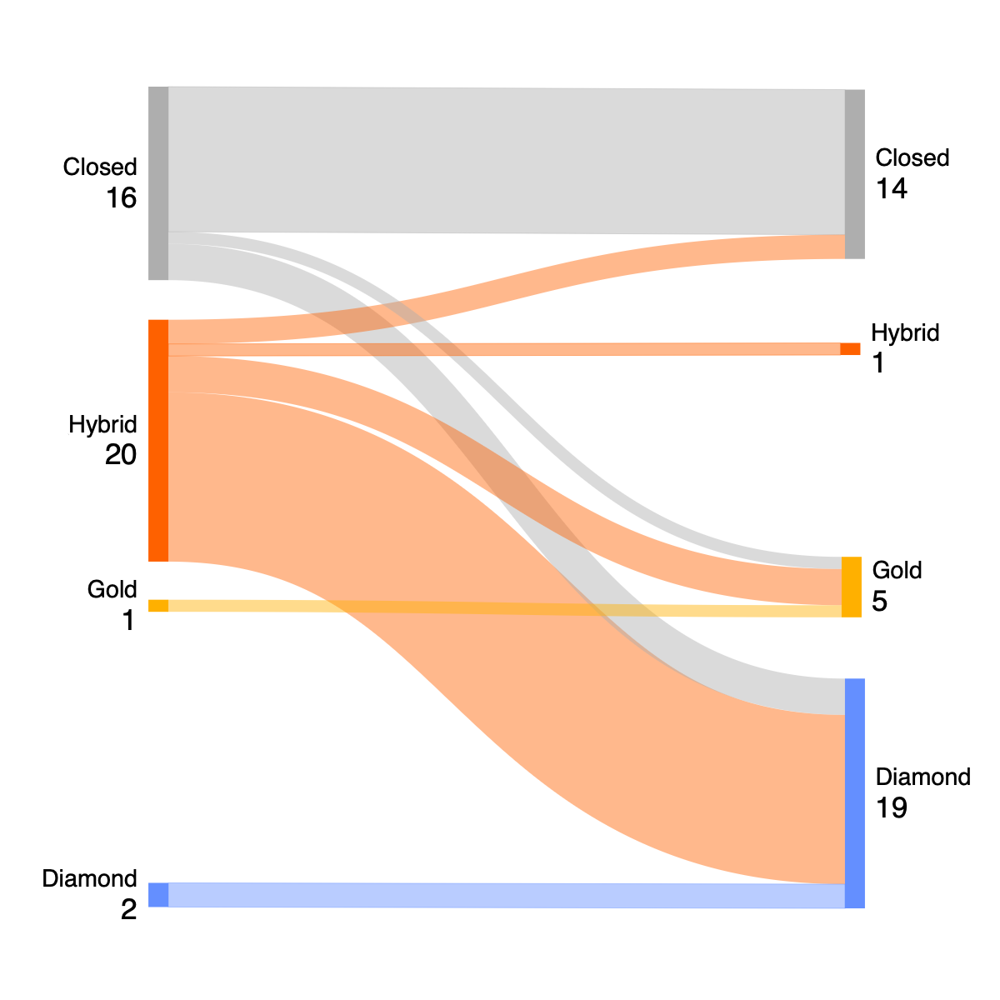 Closed
16
Hybrid
20
Gold
1
Diamond
2
Closed
14
Hybrid
1
Gold
5
Diamond
19